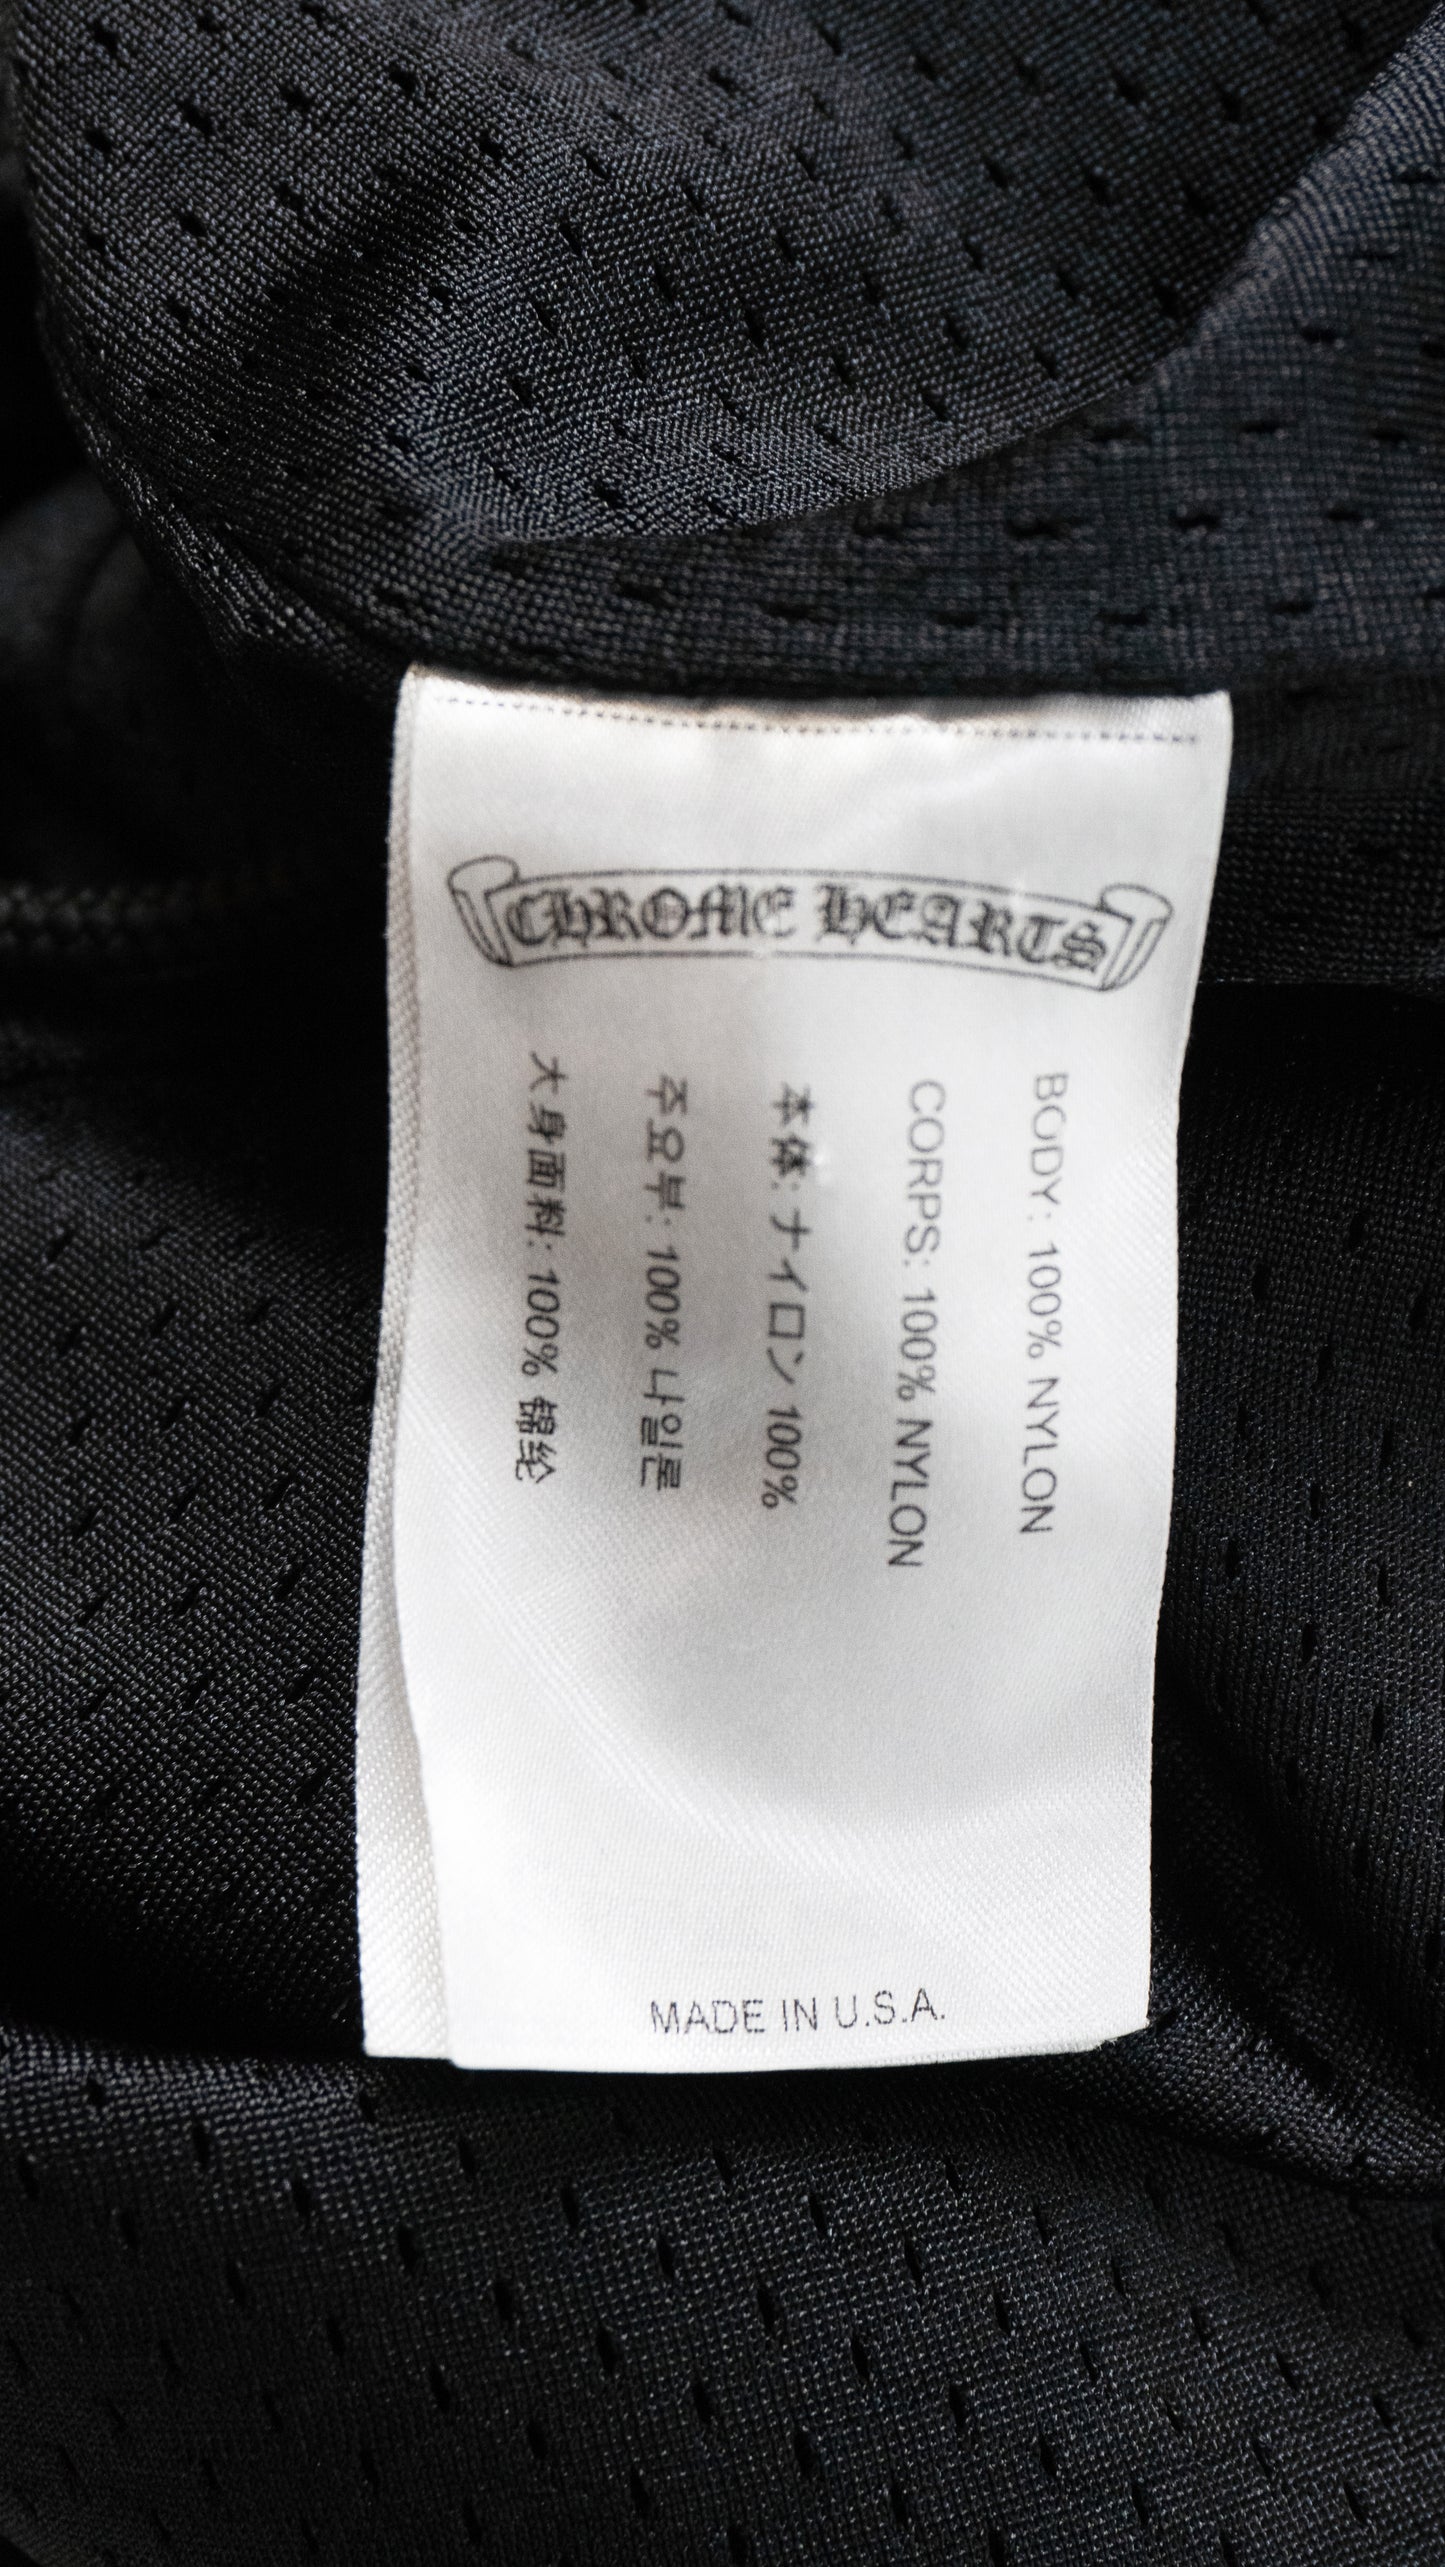 CHROME HEARTS
BODY: 100% NYLON
CORPS: 100% NYLON
本体: ナイロン 100%
주요부: 100% 나일론
大身面料: 100% 锦纶
MADE IN U.S.A.